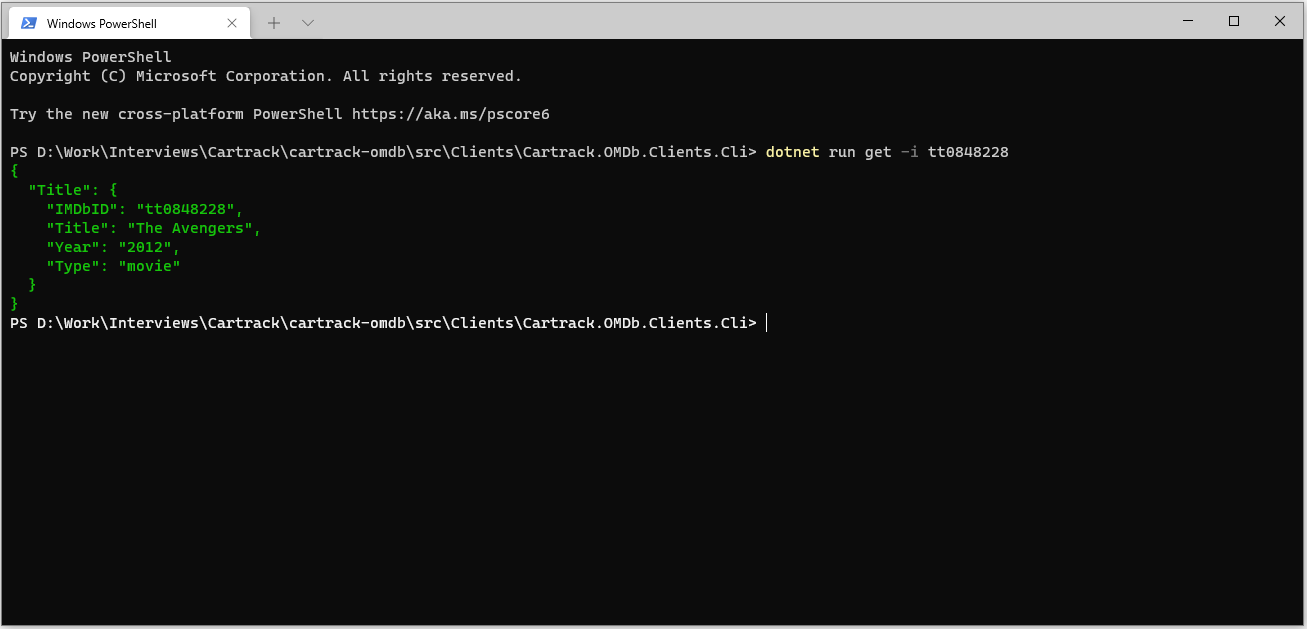 Windows PowerShell
Windows PowerShell
Copyright (C) Microsoft Corporation. All rights reserved.
Try the new cross-platform PowerShell https://aka.ms/pscore6
PS D:\Work\Interviews\Cartrack\cartrack-omdb\src\Clients\Cartrack.OMDb.Clients.Cli> dotnet run get -i tt0848228
{
  "Title": {
    "IMDbID": "tt0848228",
    "Title": "The Avengers",
    "Year": "2012",
    "Type": "movie"
  }
}
PS D:\Work\Interviews\Cartrack\cartrack-omdb\src\Clients\Cartrack.OMDb.Clients.Cli>